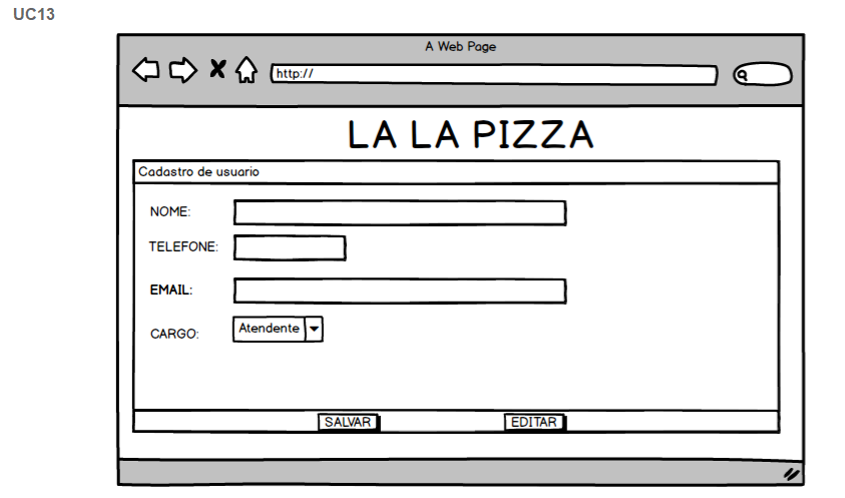 UC13
A Web Page
http://
LA LA PIZZA
Cadastro de usuario
NOME:
TELEFONE:
EMAIL:
CARGO: Atendente
SALVAR EDITAR